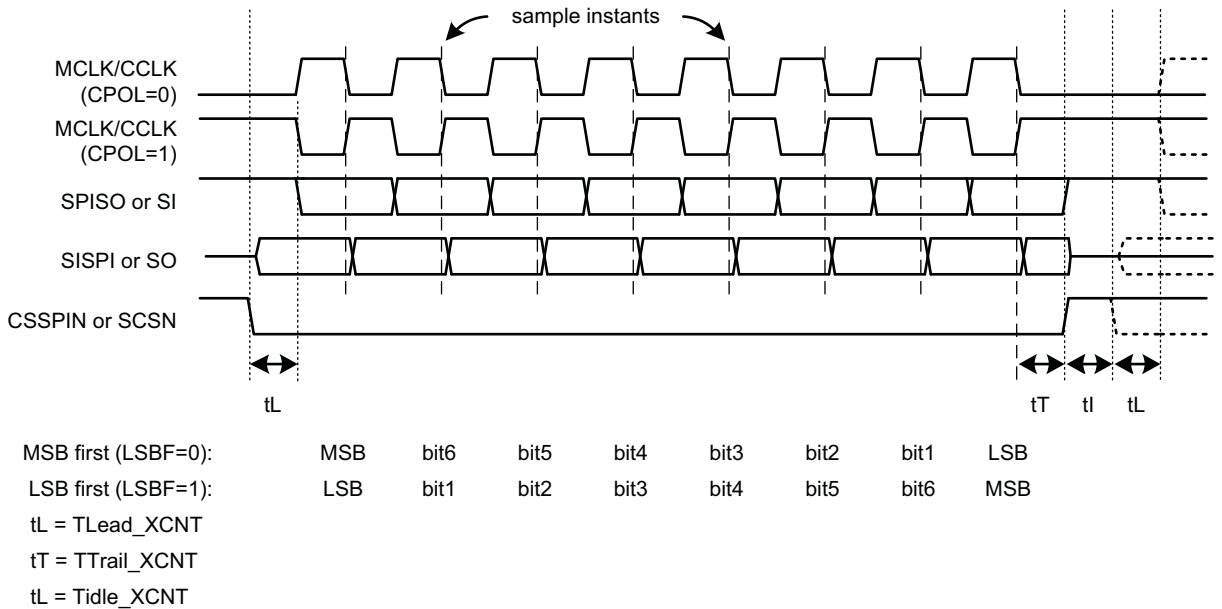 sample instants
MCLK/CCLK
(CPOL=0)
MCLK/CCLK
(CPOL=1)
SPISO or SI
SISPI or SO
CSSPIN or SCSN
tL tT tI tL
MSB first (LSBF=0): MSB bit6 bit5 bit4 bit3 bit2 bit1 LSB
LSB first (LSBF=1): LSB bit1 bit2 bit3 bit4 bit5 bit6 MSB
tL = TLead_XCNT
tT = TTrail_XCNT
tL = Tidle_XCNT